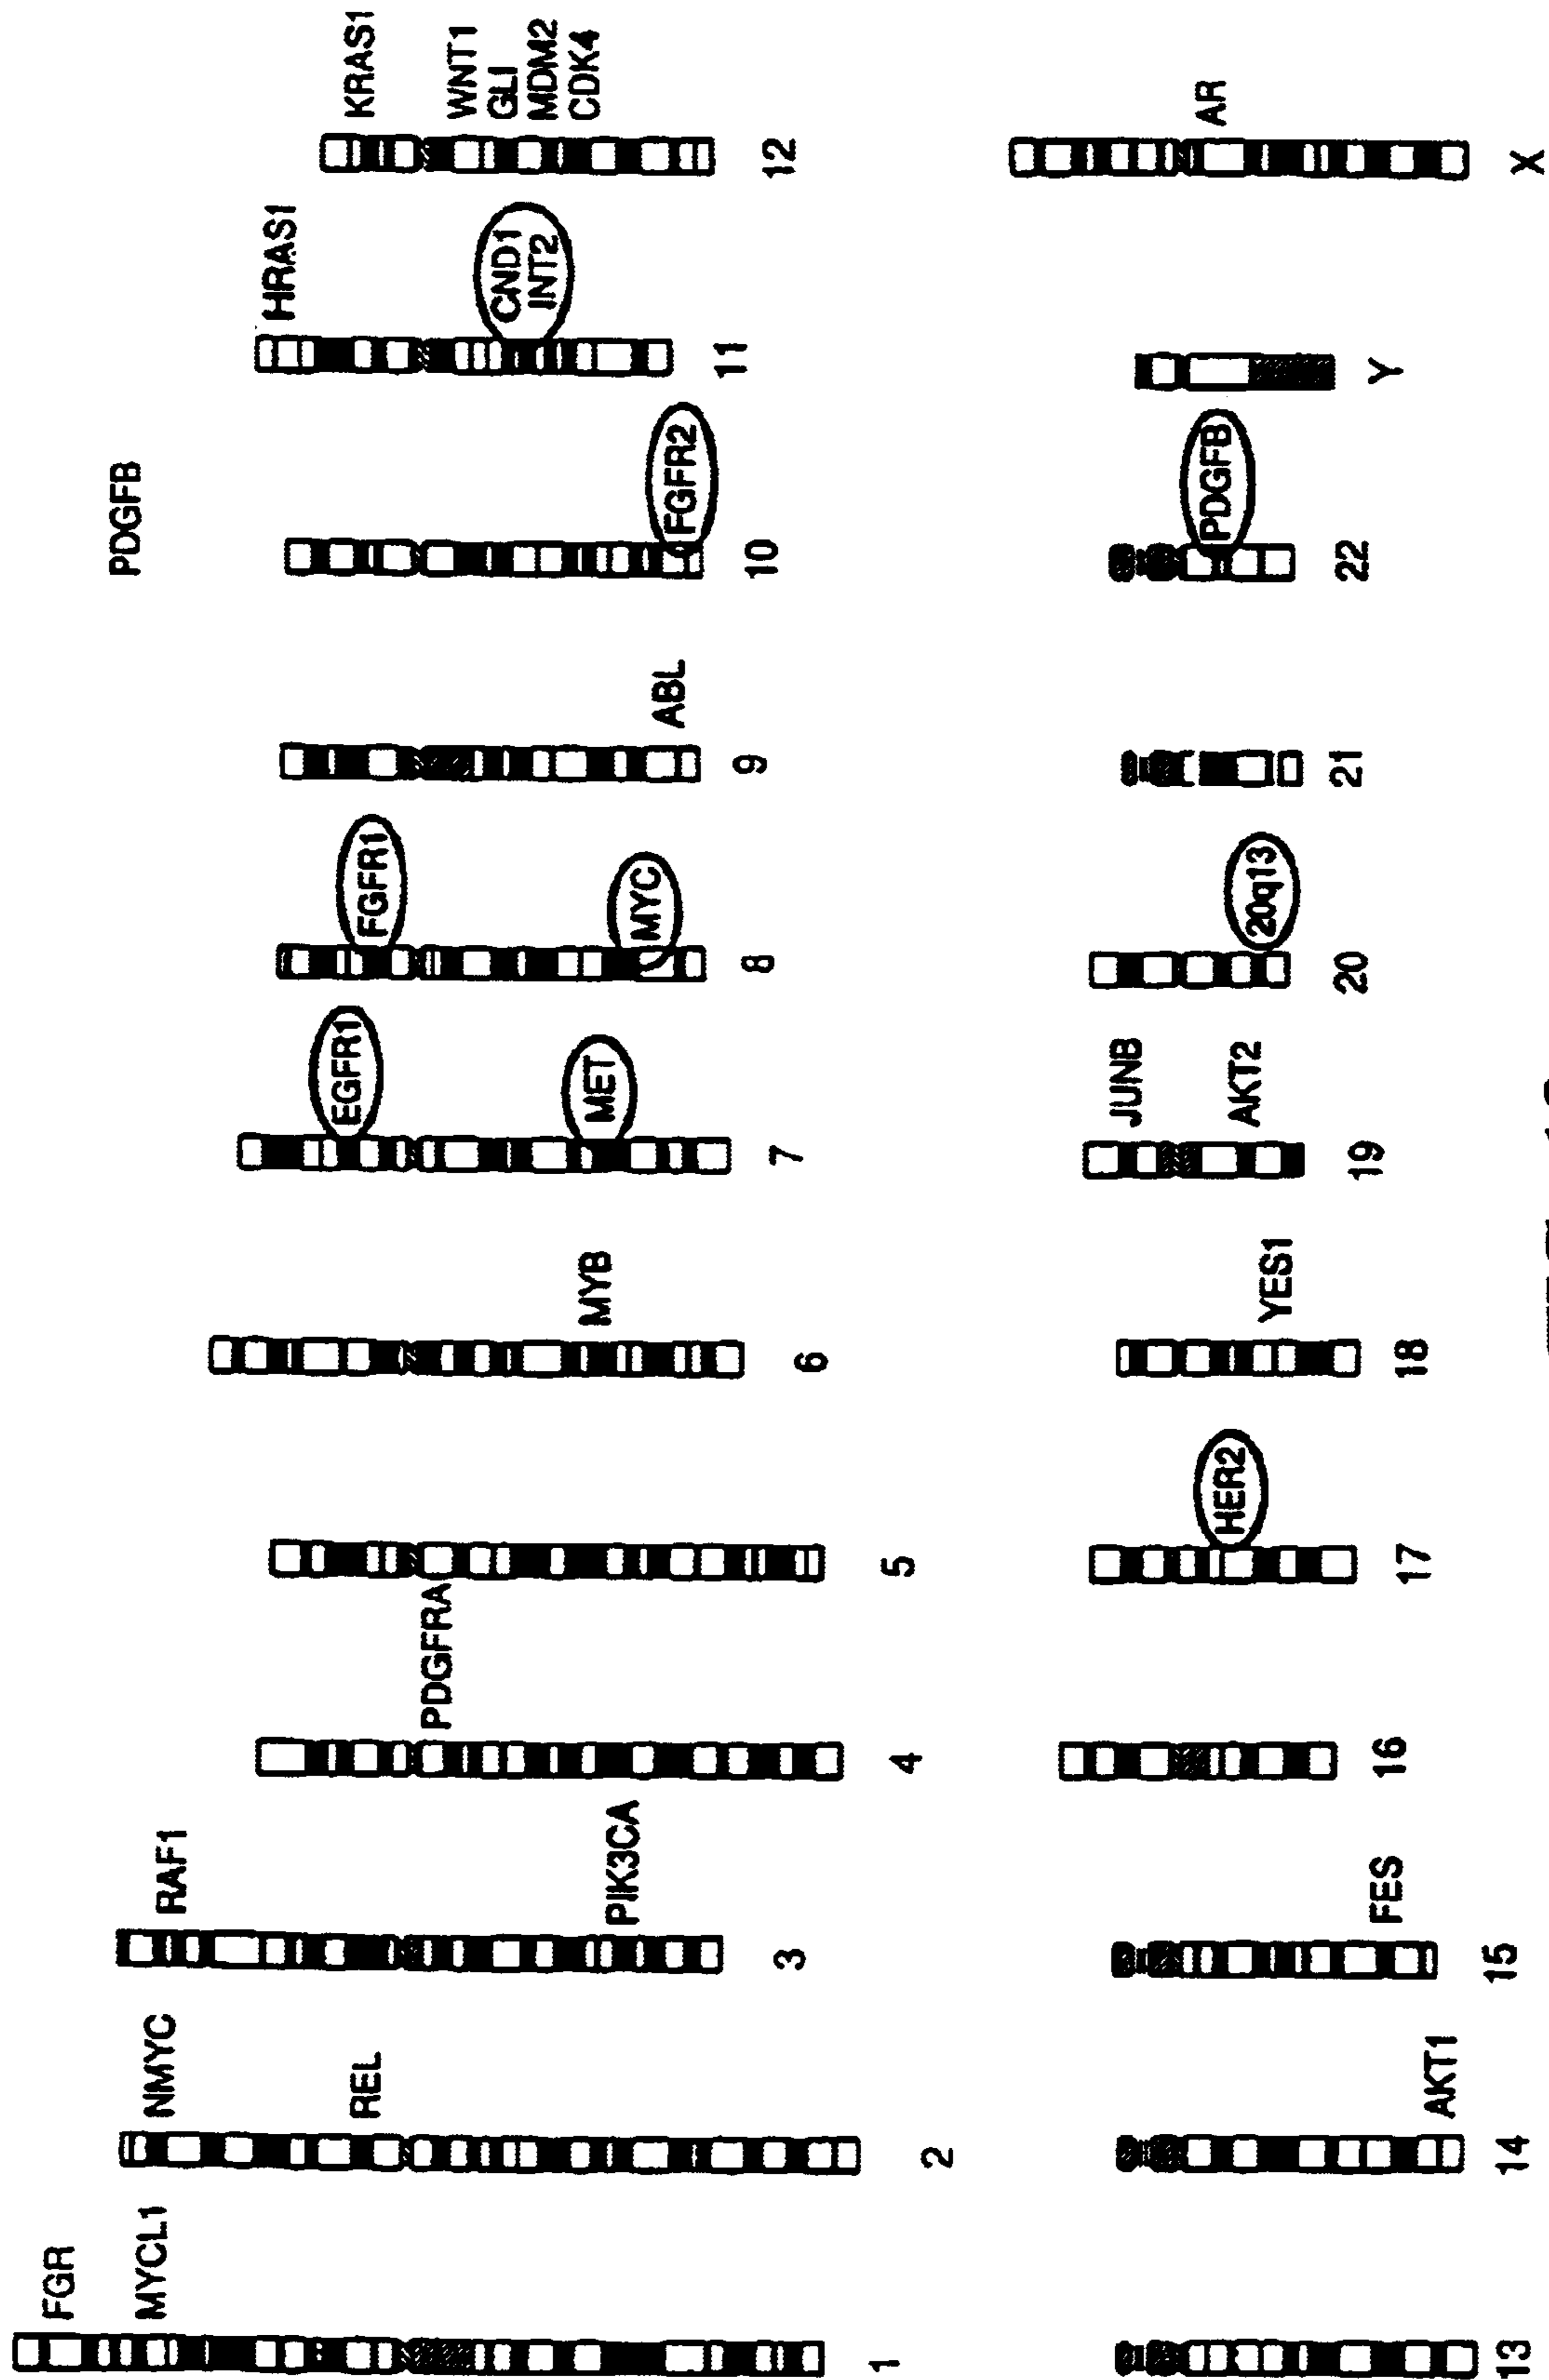 FGR
MYCL1
1
NMYC
REL
2
RAF1
PIK3CA
3
PDGFRA
4
5
MYB
6
EGFR1
MET
7
FGFR1
MYC
8
ABL
9
PDGFB
FGFR2
10
HRAS1
CND1
INT2
11
KRAS1
WNT1
GLI
MDM2
CDK4
12
13
AKT1
14
FES
15
16
HER2
17
YES1
18
JUNB
AKT2
19
20q13
20
21
PDGFB
22
Y
AR
X